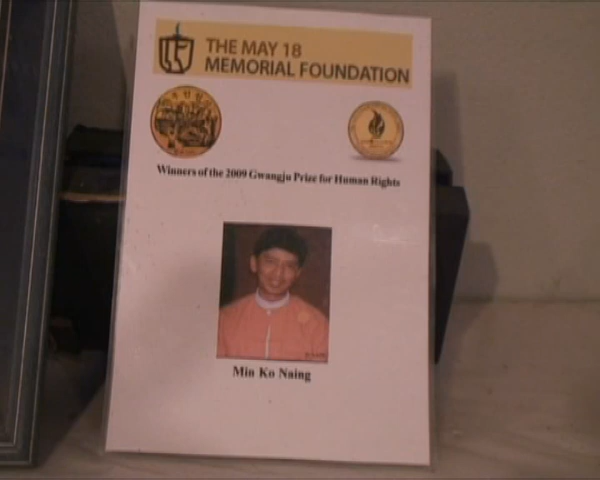 THE MAY 18
MEMORIAL FOUNDATION
Winners of the 2009 Gwangju Prize for Human Rights
Min Ko Naing